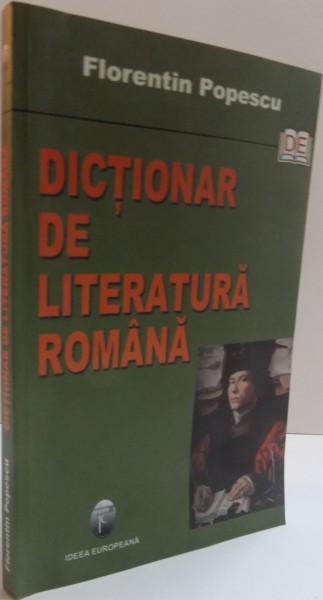 Florentin Popescu
DE
DICȚIONAR
DE
LITERATURĂ
ROMÂNĂ
IDEEA EUROPEANĂ
DICȚIONAR DE LITERATURĂ ROMÂNĂ
Florentin Popescu